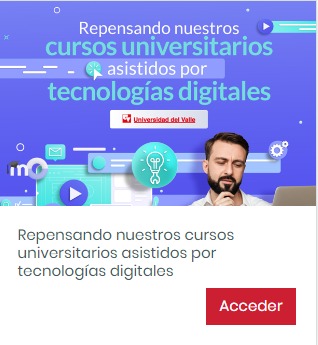 Repensando nuestros
cursos universitarios
asistidos por
tecnologías digitales
Universidad del Valle
Repensando nuestros cursos
universitarios asistidos por
tecnologías digitales
Acceder